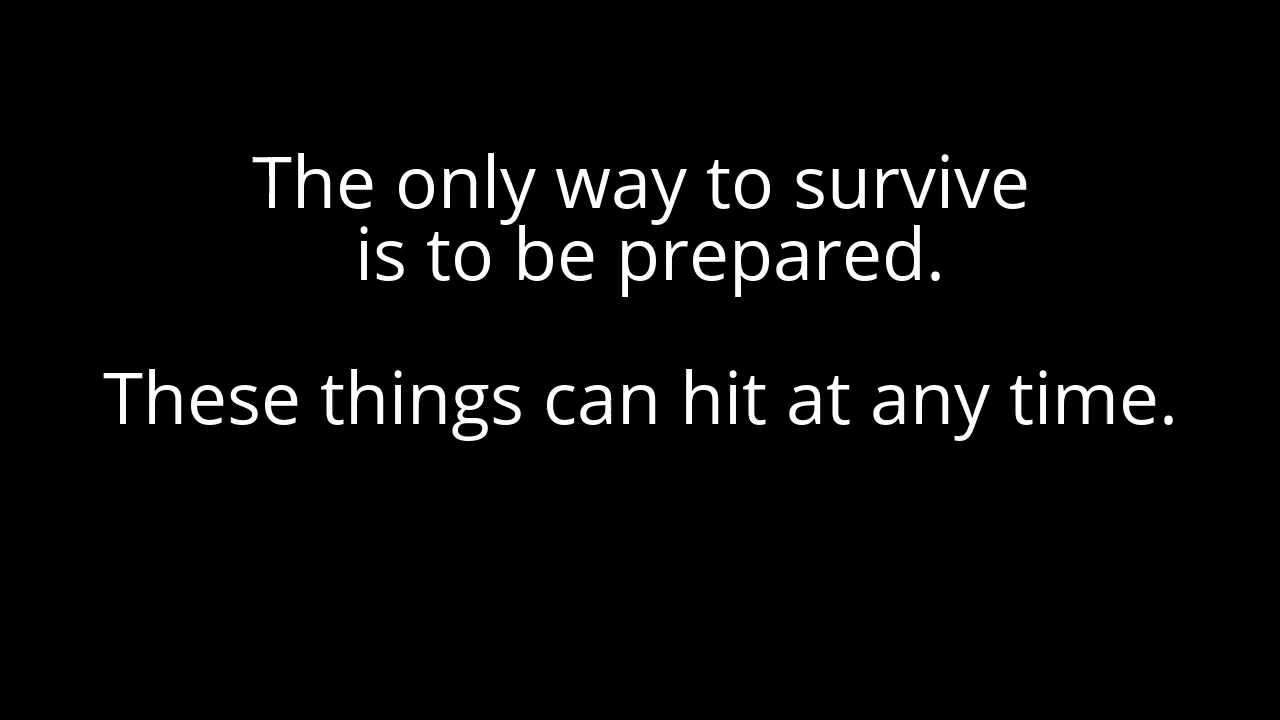 The only way to survive
is to be prepared.
These things can hit at any time.